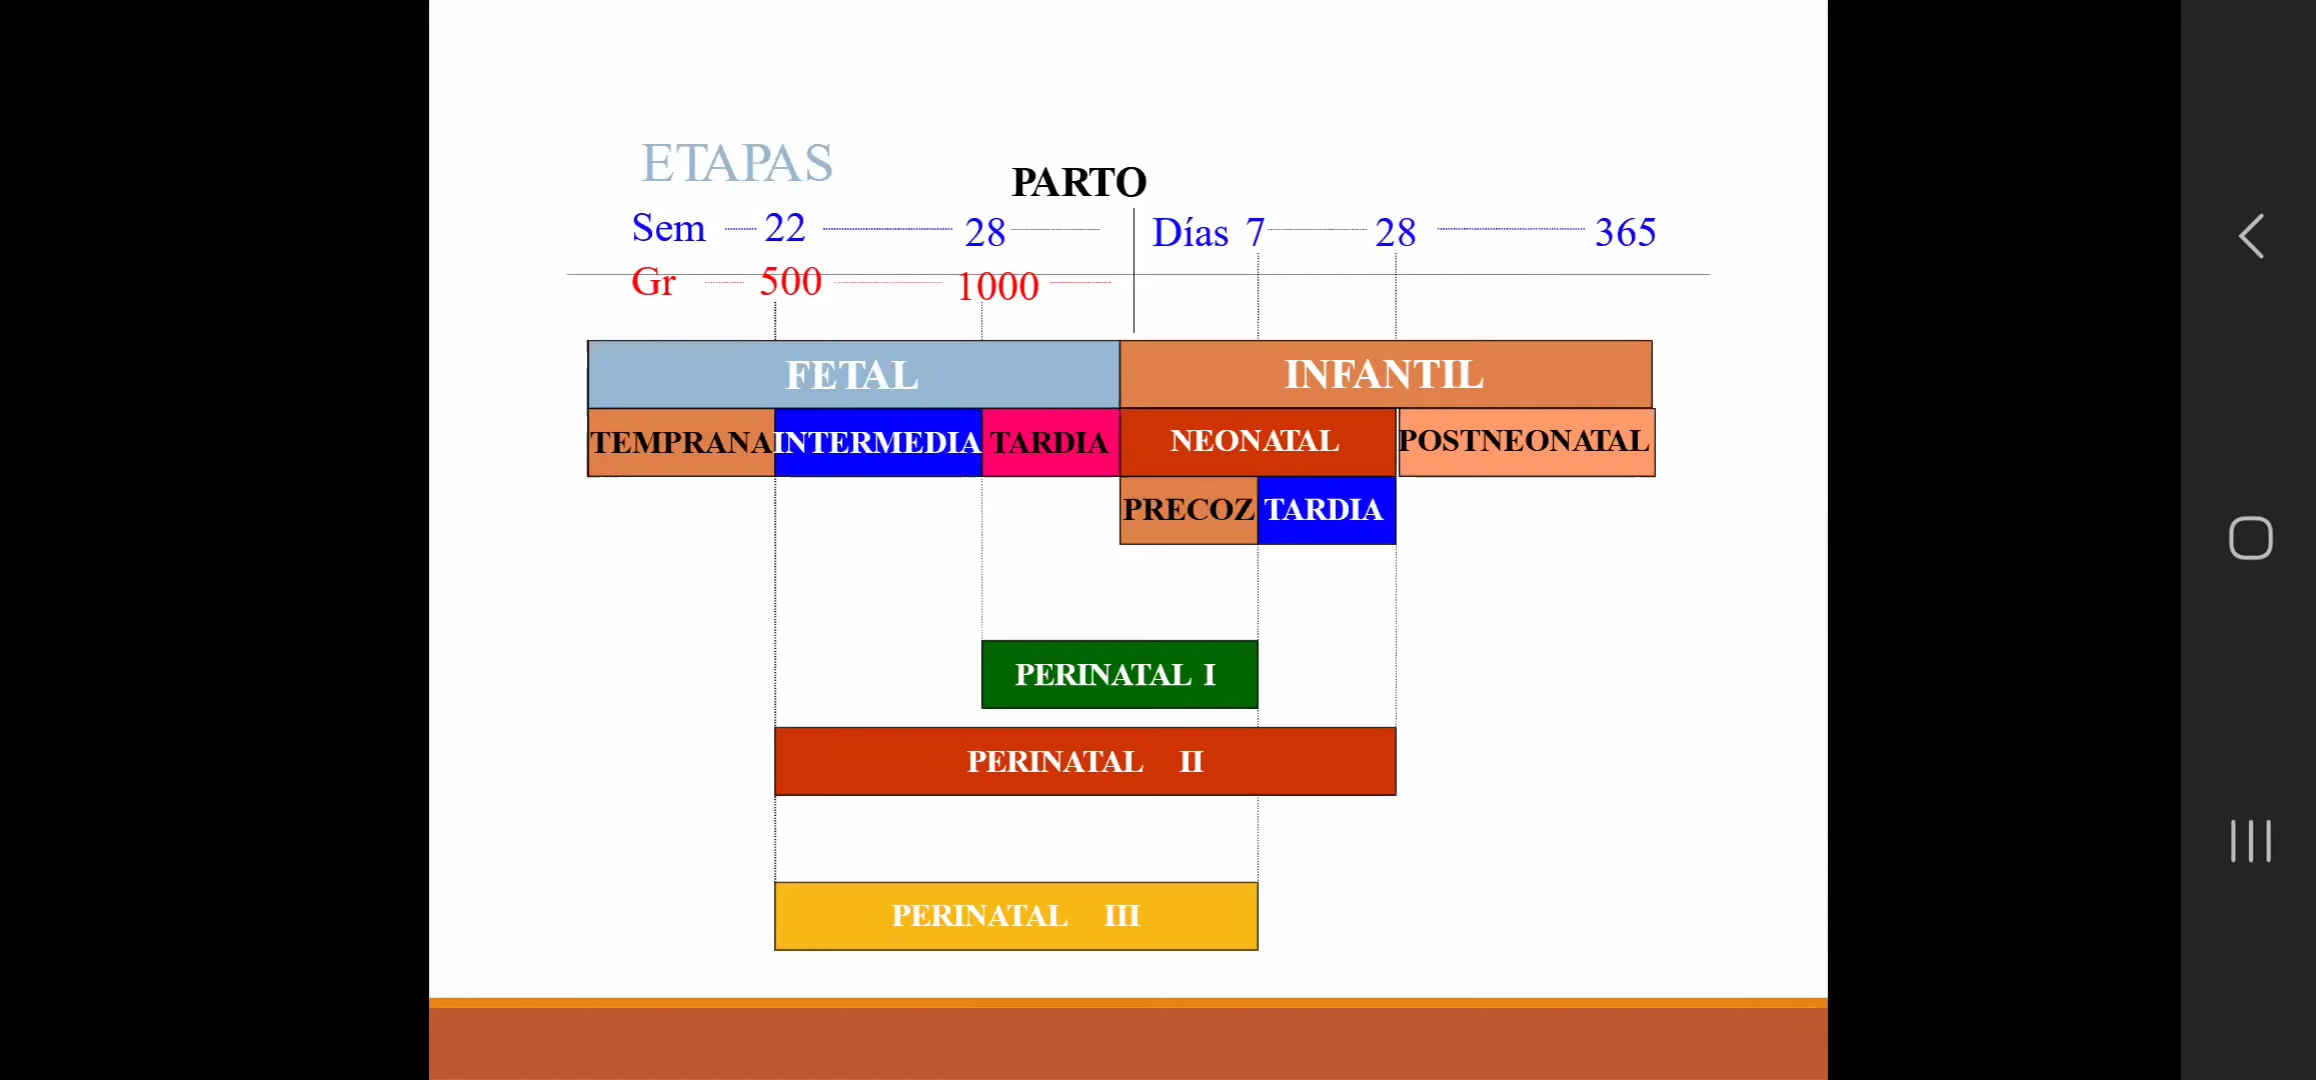 ETAPAS
PARTO
Sem 22 28 Días 7 28 365
Gr 500 1000
FETAL INFANTIL
TEMPRANA INTERMEDIA TARDIA NEONATAL POSTNEONATAL
PRECOZ TARDIA
PERINATAL I
PERINATAL II
PERINATAL III